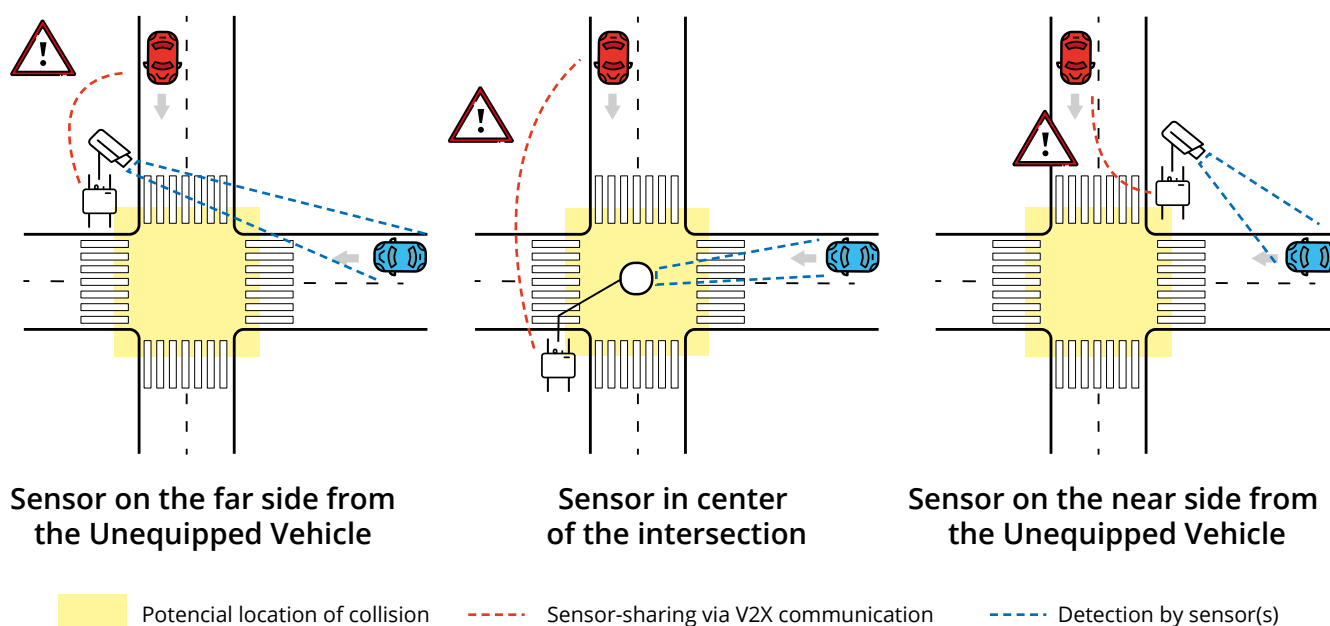 !
!
!
Sensor on the far side from
the Unequipped Vehicle
Sensor in center
of the intersection
Sensor on the near side from
the Unequipped Vehicle
Potencial location of collision
Sensor-sharing via V2X communication
Detection by sensor(s)